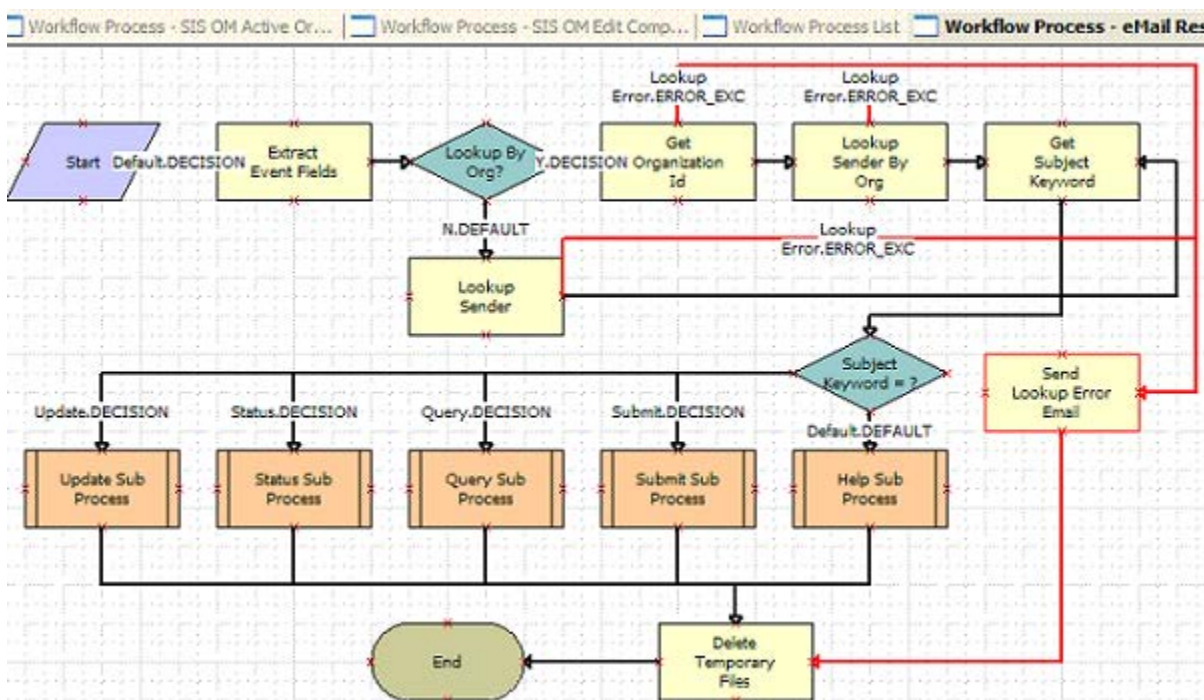 Workflow Process - SIS OM Active Or...
Workflow Process - SIS OM Edit Comp...
Workflow Process List
Workflow Process - eMail Res
Lookup
Error.ERROR_EXC
Lookup
Error.ERROR_EXC
Start
Default.DECISION
Extract
Event Fields
Lookup By
Org?
Y.DECISION
Get
Organization
Id
Lookup
Sender By
Org
Get
Subject
Keyword
N.DEFAULT
Lookup
Error.ERROR_EXC
Lookup
Sender
Subject
Keyword = ?
Send
Lookup Error
Email
Update.DECISION
Status.DECISION
Query.DECISION
Submit.DECISION
Default.DEFAULT
Update Sub
Process
Status Sub
Process
Query Sub
Process
Submit Sub
Process
Help Sub
Process
End
Delete
Temporary
Files